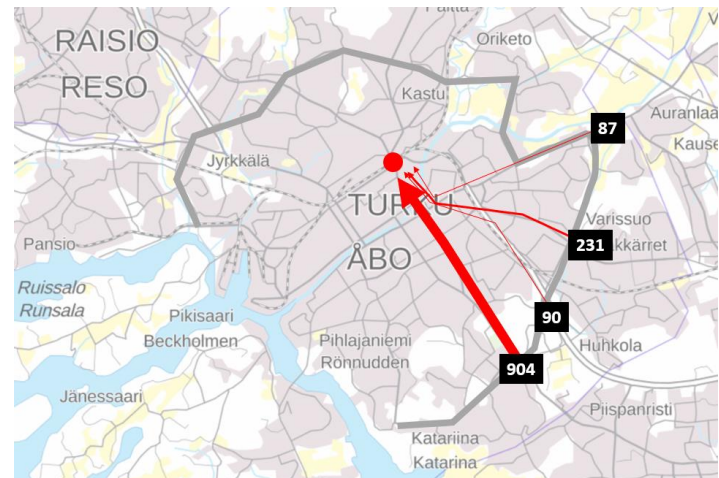 RAISIO
RESO
Oriketo
Kastu
Auranlaa
Kause
87
Jyrkkälä
TURKU
ÅBO
Varissuo
231
kkärret
Pansio
Ruissalo
Runsala
Pikisaari
Beckholmen
90
Pihlajaniemi
Rönnudden
Huhkola
904
Jänessaari
Piispanristi
Katariina
Katarina